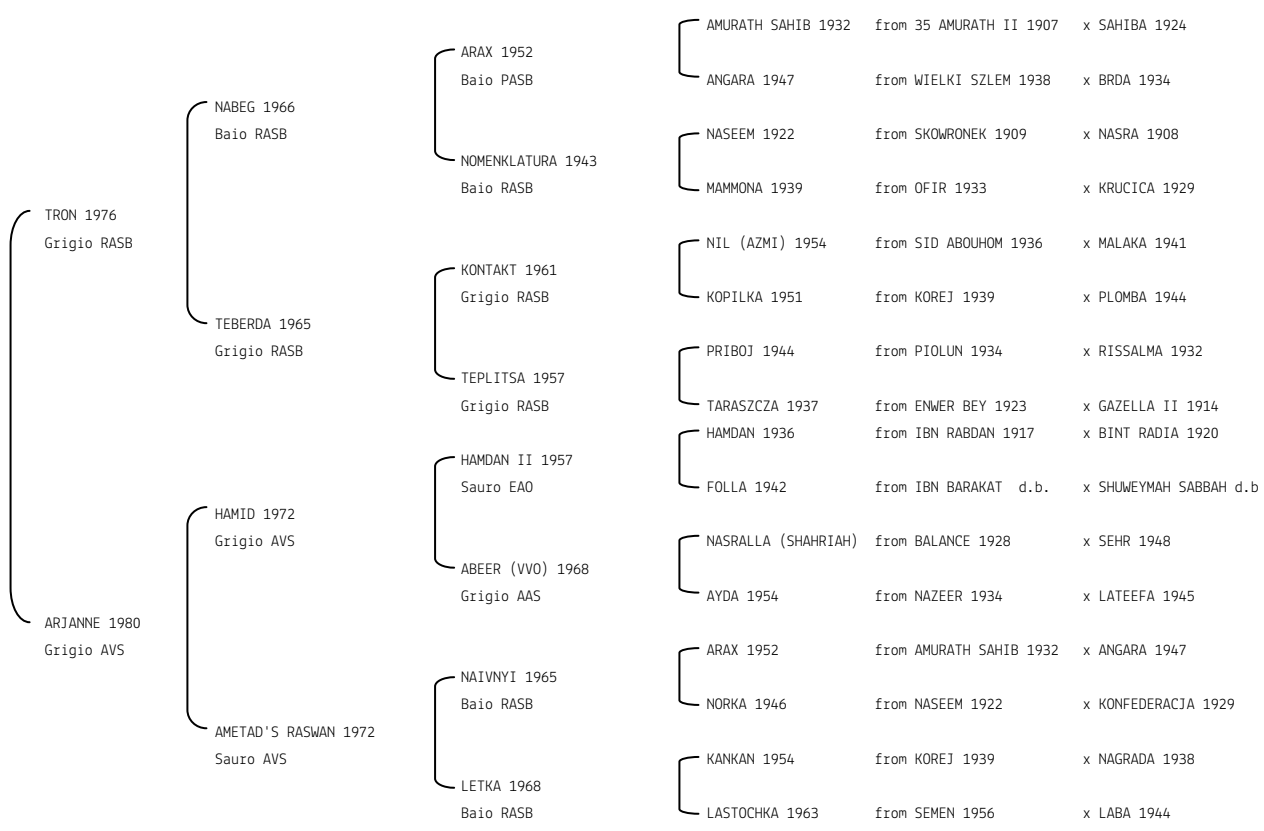 AMURATH SAHIB 1932 from 35 AMURATH II 1907 x SAHIBA 1924
ARAX 1952
Baio PASB ANGARA 1947 from WIELKI SZLEM 1938 x BRDA 1934
NABEG 1966
Baio RASB NASEEM 1922 from SKOWRONEK 1909 x NASRA 1908
NOMENKLATURA 1943
Baio RASB MAMMONA 1939 from OFIR 1933 x KRUCICA 1929
TRON 1976
Grigio RASB NIL (AZMI) 1954 from SID ABOUHOM 1936 x MALAKA 1941
KONTAKT 1961
Grigio RASB KOPILKA 1951 from KOREJ 1939 x PLOMBA 1944
TEBERDA 1965
Grigio RASB PRIBOJ 1944 from PIOLUN 1934 x RISSALMA 1932
TEPLITSA 1957
Grigio RASB TARASZCZA 1937 from ENWER BEY 1923 x GAZELLA II 1914
HAMDAN 1936 from IBN RABDAN 1917 x BINT RADIA 1920
HAMDAN II 1957
Sauro EAO FOLLA 1942 from IBN BARAKAT d.b. x SHUWEYMAH SABBAH d.b
HAMID 1972
Grigio AVS NASRALLA (SHAHRIAH) from BALANCE 1928 x SEHR 1948
ABEER (VVO) 1968
Grigio AAS AYDA 1954 from NAZEER 1934 x LATEEFA 1945
ARJANNE 1980
Grigio AVS ARAX 1952 from AMURATH SAHIB 1932 x ANGARA 1947
NAIVNYI 1965
Baio RASB NORKA 1946 from NASEEM 1922 x KONFEDERACJA 1929
AMETAD'S RASWAN 1972
Sauro AVS KANKAN 1954 from KOREJ 1939 x NAGRADA 1938
LETKA 1968
Baio RASB LASTOCHKA 1963 from SEMEN 1956 x LABA 1944